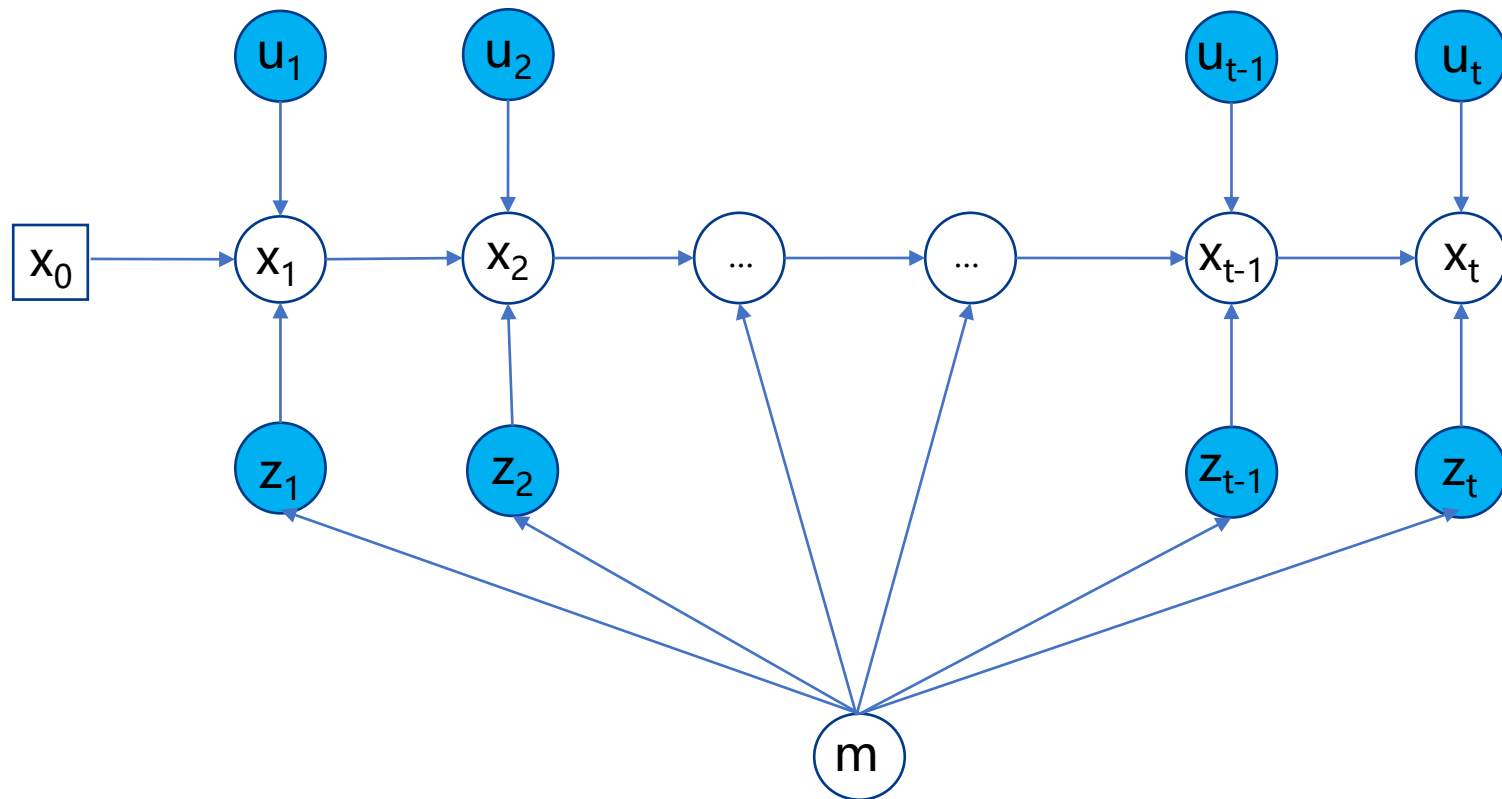 u₁
u₂
uₜ₋₁
uₜ
x₀
x₁
x₂
...
...
xₜ₋₁
xₜ
z₁
z₂
zₜ₋₁
zₜ
m